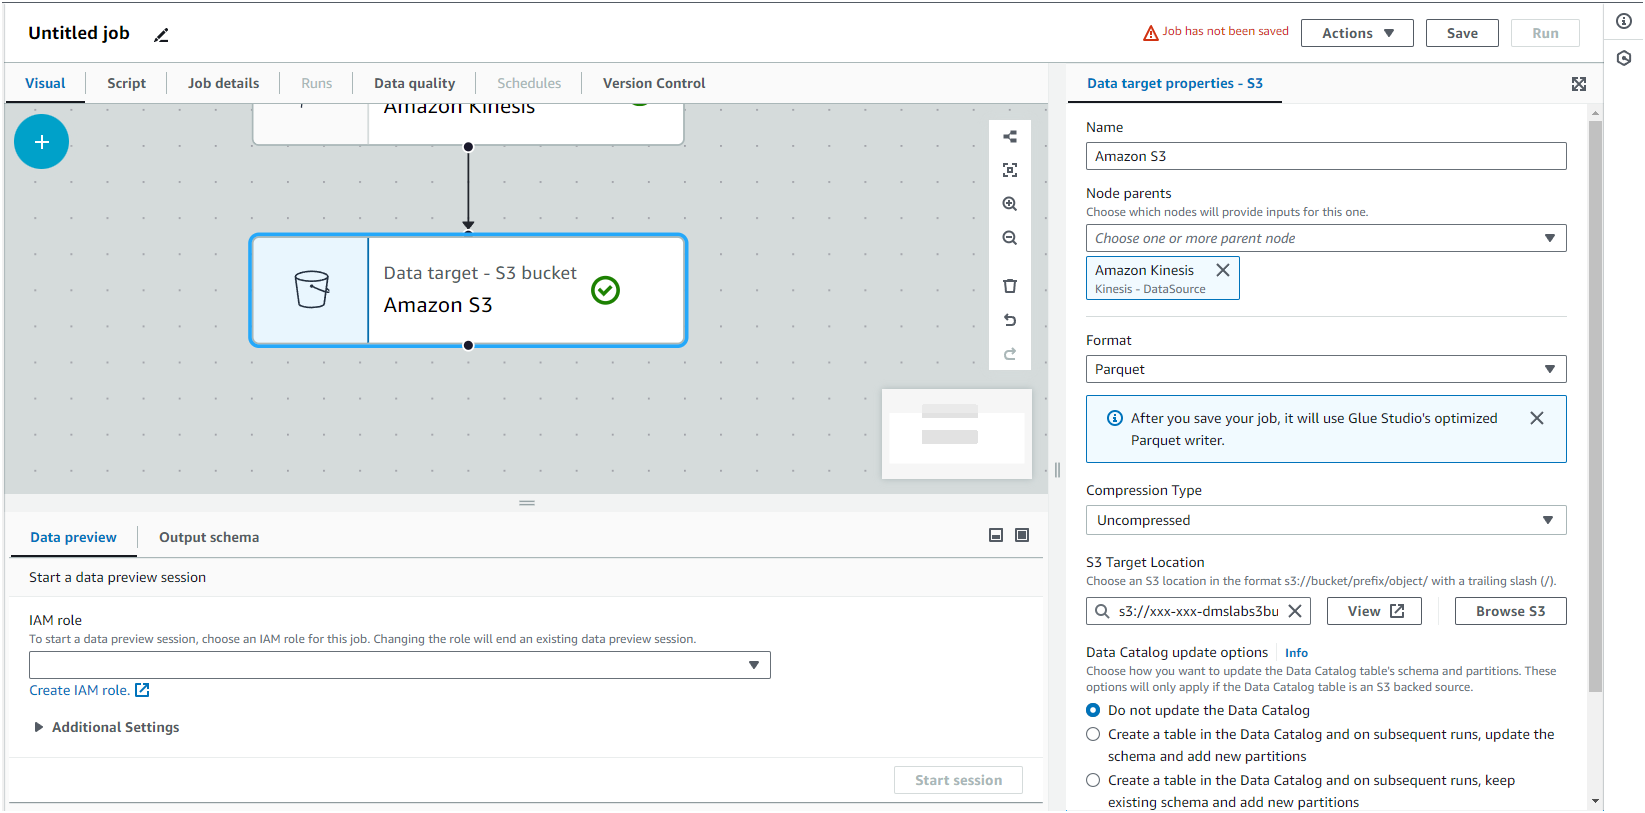 Untitled job
Job has not been saved
Actions
Save
Run
Visual
Script
Job details
Runs
Data quality
Schedules
Version Control
Amazon Kinesis
Data target - S3 bucket
Amazon S3
Data preview
Output schema
Start a data preview session
IAM role
To start a data preview session, choose an IAM role for this job. Changing the role will end an existing data preview session.
Create IAM role.
Additional Settings
Start session
Data target properties - S3
Name
Amazon S3
Node parents
Choose which nodes will provide inputs for this one.
Choose one or more parent node
Amazon Kinesis
Kinesis - DataSource
Format
Parquet
After you save your job, it will use Glue Studio's optimized
Parquet writer.
Compression Type
Uncompressed
S3 Target Location
Choose an S3 location in the format s3://bucket/prefix/object/ with a trailing slash (/).
s3://xxx-xxx-dmslabs3bu
View
Browse S3
Data Catalog update options
Info
Choose how you want to update the Data Catalog table's schema and partitions. These
options will only apply if the Data Catalog table is an S3 backed source.
Do not update the Data Catalog
Create a table in the Data Catalog and on subsequent runs, update the
schema and add new partitions
Create a table in the Data Catalog and on subsequent runs, keep
existing schema and add new partitions